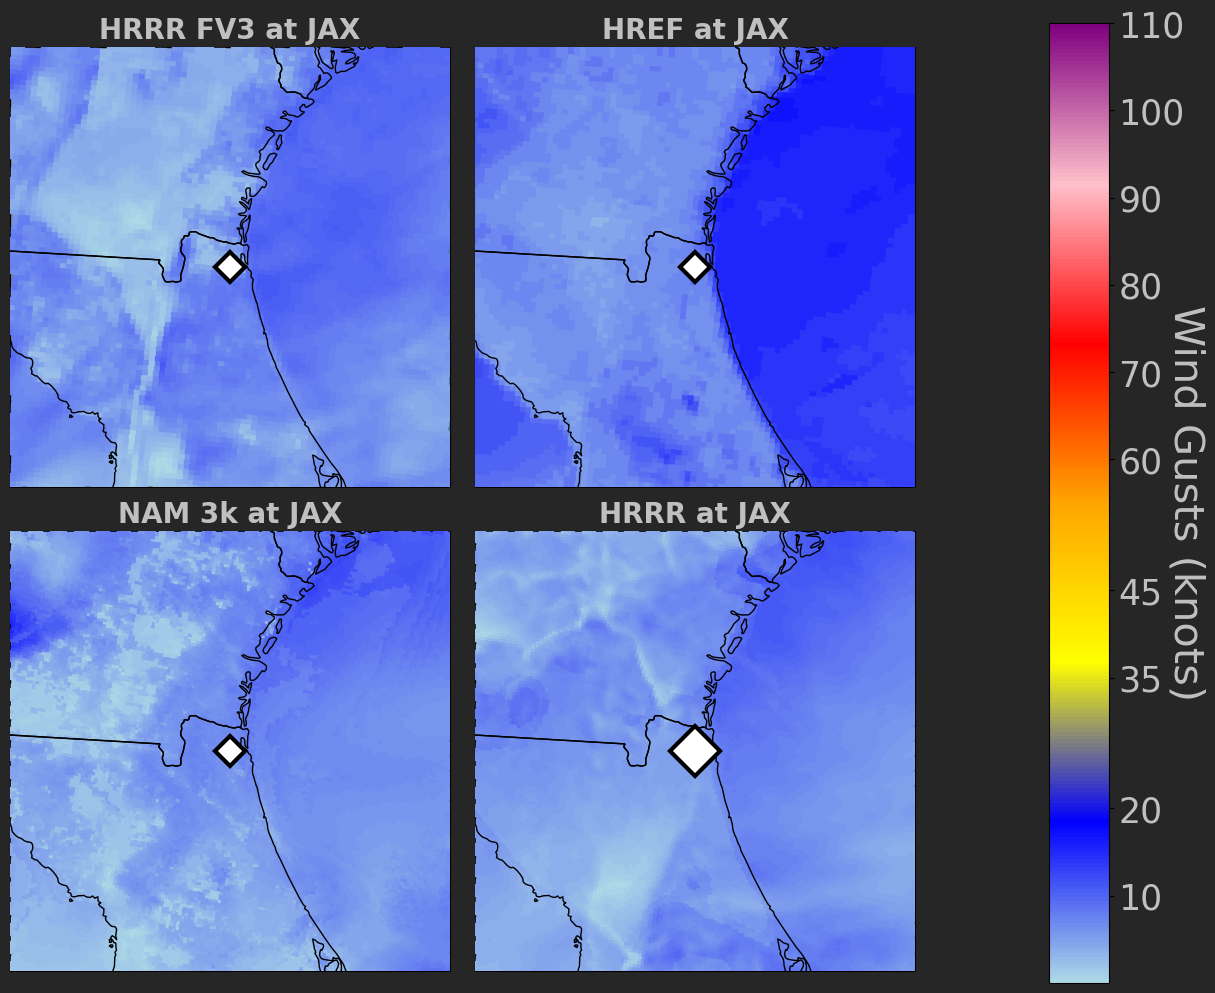 HRRR FV3 at JAX
HREF at JAX
NAM 3k at JAX
HRRR at JAX
110
100
90
80
70
60
45
35
20
10
Wind Gusts (knots)